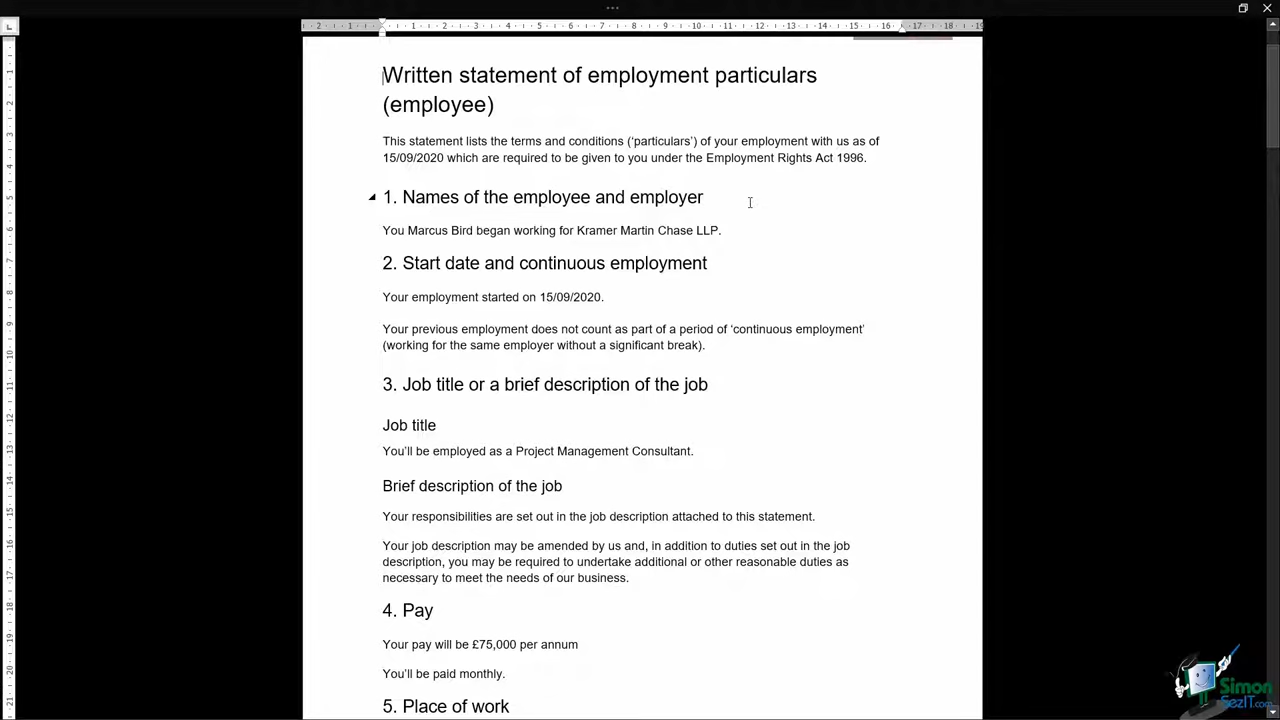 Written statement of employment particulars
(employee)
This statement lists the terms and conditions (‘particulars’) of your employment with us as of
15/09/2020 which are required to be given to you under the Employment Rights Act 1996.
1. Names of the employee and employer
You Marcus Bird began working for Kramer Martin Chase LLP.
2. Start date and continuous employment
Your employment started on 15/09/2020.
Your previous employment does not count as part of a period of ‘continuous employment’
(working for the same employer without a significant break).
3. Job title or a brief description of the job
Job title
You’ll be employed as a Project Management Consultant.
Brief description of the job
Your responsibilities are set out in the job description attached to this statement.
Your job description may be amended by us and, in addition to duties set out in the job
description, you may be required to undertake additional or other reasonable duties as
necessary to meet the needs of our business.
4. Pay
Your pay will be £75,000 per annum
You’ll be paid monthly.
5. Place of work
Simon
SezIT.com